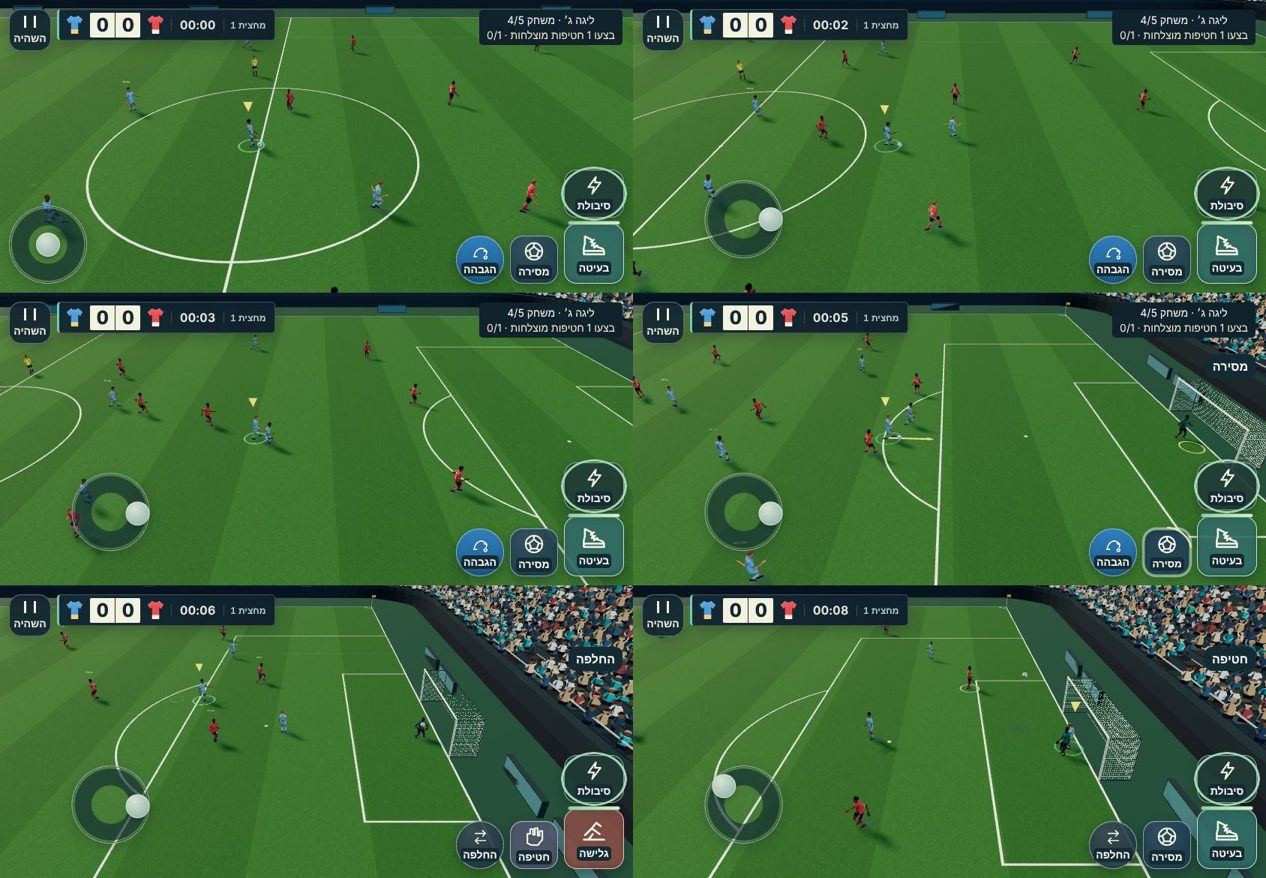 השהיה
0 0
00:00
מחצית 1
ליגה ג׳ · משחק 4/5
בצעו 1 חטיפות מוצלחות · 0/1
סיבולת
הגבהה
מסירה
בעיטה
השהיה
0 0
00:02
מחצית 1
ליגה ג׳ · משחק 4/5
בצעו 1 חטיפות מוצלחות · 0/1
סיבולת
הגבהה
מסירה
בעיטה
השהיה
0 0
00:03
מחצית 1
ליגה ג׳ · משחק 4/5
בצעו 1 חטיפות מוצלחות · 0/1
סיבולת
הגבהה
מסירה
בעיטה
השהיה
0 0
00:05
מחצית 1
ליגה ג׳ · משחק 4/5
בצעו 1 חטיפות מוצלחות · 0/1
מסירה
סיבולת
הגבהה
מסירה
בעיטה
השהיה
0 0
00:06
מחצית 1
החלפה
סיבולת
החלפה
חטיפה
גלישה
השהיה
0 0
00:08
מחצית 1
חטיפה
סיבולת
החלפה
מסירה
בעיטה